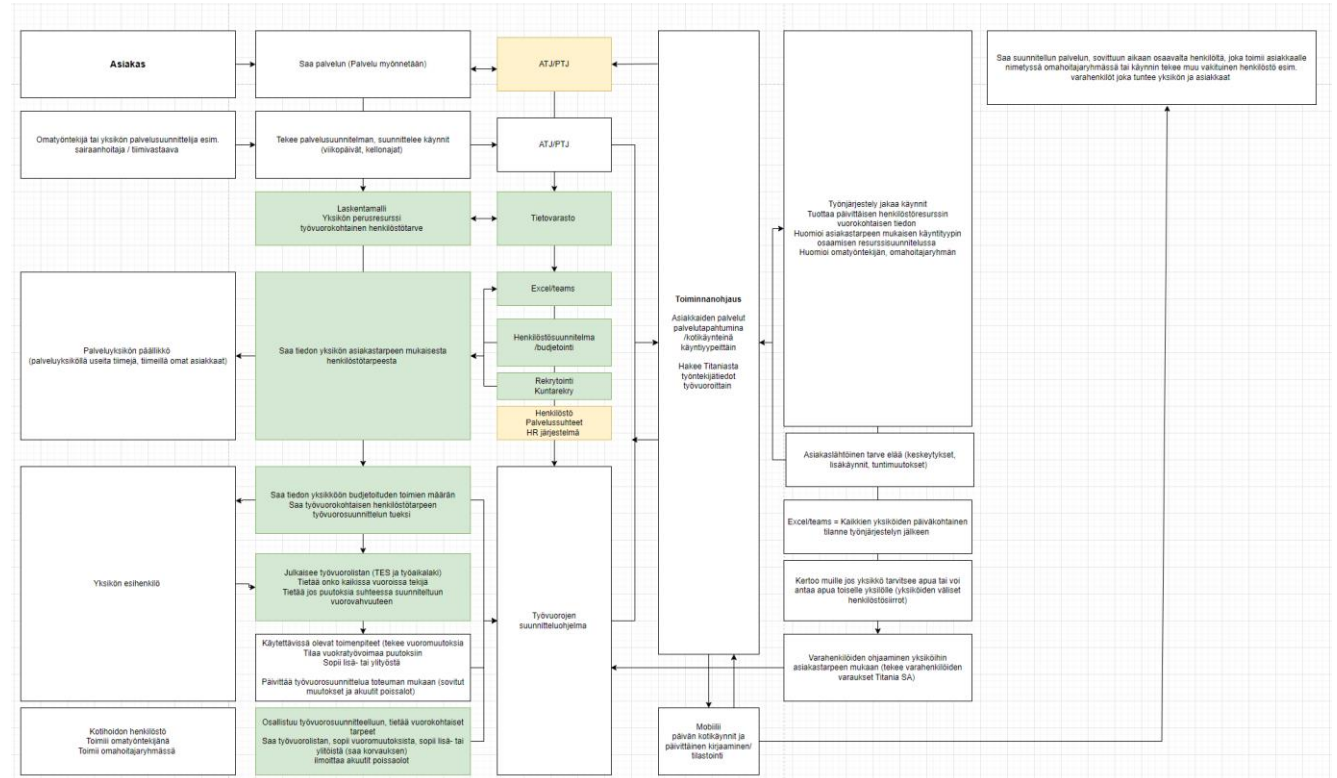 Asiakas
Saa palvelun (Palvelu myönnetään)
ATJ/PTJ
Saa suunnitellun palvelun, sovittuun aikaan osaavalta henkilöltä, joka toimii asiakkaalle
nimetyssä omahoitajaryhmässä tai käynnin tekee muu vakituinen henkilöstö esim.
varahenkilöt joka tuntee yksikön ja asiakkaat
Omatyöntekijä tai yksikön palvelusuunnittelija esim.
sairaanhoitaja / tiimivastaava
Tekee palvelusuunnitelman, suunnittelee käynnit
(viikopäivät, kellonajat)
ATJ/PTJ
Laskentamalli
Yksikön perusresurssi
työvuorokohtainen henkilöstötarve
Tietovarasto
Palveluyksikön päällikkö
(palveluyksiköllä useita tiimejä, tiimeillä omat asiakkaat)
Saa tiedon yksikön asiakastarpeen mukaisesta
henkilöstötarpeesta
Excel/teams
Henkilöstösuunnitelma
/budjetointi
Rekrytointi
Kuntarekry
Henkilöstö
Palvelussuhteet
HR järjestelmä
Toiminnanohjaus
Asiakkaiden palvelut
palvelutapahtumina
/kotikäynteinä
käyntiyypeittäin
Hakee Titaniasta
työntekijätiedot
työvuoroittain
Työnjärjestely jakaa käynnit
Tuottaa päivittäisen henkilöstöresurssin
vuorokohtaisen tiedon
Huomioi asiakastarpeen mukaisen käyntityypin
osaamisen resurssisuunnitelussa
Huomioi omatyöntekijän, omahoitajaryhmän
Asiakaslähtöinen tarve elää (keskeytykset,
lisäkäynnit, tuntimuutokset)
Excel/teams = Kaikkien yksiköiden päiväkohtainen
tilanne työnjärjestelyn jälkeen
Kertoo muille jos yksikkö tarvitsee apua tai voi
antaa apua toiselle yksilölle (yksiköiden väliset
henkilöstösiirrot)
Varahenkilöiden ohjaaminen yksiköihin
asiakastarpeen mukaan (tekee varahenkilöiden
varaukset Titania SA)
Yksikön esihenkilö
Saa tiedon yksikköön budjetoituden toimien määrän
Saa työvuorokohtaisen henkilöstötarpeen
työvuorosuunnittelun tueksi
Julkaisee työvuorolistan (TES ja työaikalaki)
Tietää onko kaikissa vuoroissa tekijä
Tietää jos puutoksia suhteessa suunniteltuun
vuorovahvuuteen
Käytettävissä olevat toimenpiteet (tekee vuoromuutoksia
Tilaa vuokratyövoimaa puutoksiin
Sopii lisä- tai ylityöstä
Päivittää työvuorosuunnittelua toteuman mukaan (sovitut
muutokset ja akuutit poissalot)
Työvuorojen
suunnitteluohjelma
Kotihoidon henkilöstö
Toimii omatyöntekijänä
Toimii omahoitajaryhmässä
Osallistuu työvuorosuunnitteelluun, tietää vuorokohtaiset
tarpeet
Saa työvuorolistan, sopii vuoromuutoksista, sopii lisä- tai
ylitöistä (saa korvauksen)
ilmoittaa akuutit poissaolot
Mobiilii
päivän kotikäynnit ja
päivittäinen kirjaaminen/
tilastointi